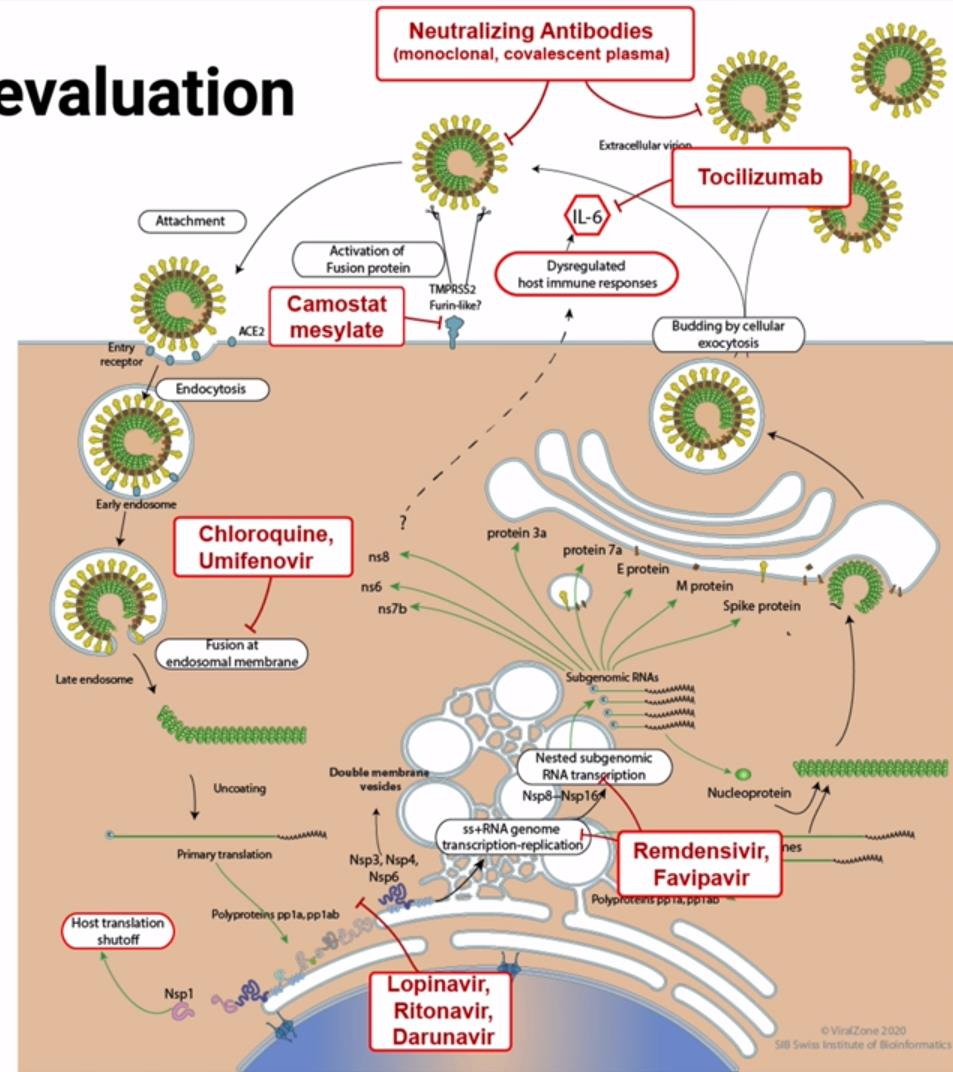 evaluation
Neutralizing Antibodies
(monoclonal, covalescent plasma)
Extracellular virion
Tocilizumab
IL-6
Attachment
Activation of
Fusion protein
Dysregulated
host immune responses
TMPRSS2
Furin-like?
Camostat
mesylate
ACE2
Budding by cellular
exocytosis
Entry
receptor
Endocytosis
Early endosome
Chloroquine,
Umifenovir
?
protein 3a
protein 7a
ns8
E protein
ns6
M protein
ns7b
Spike protein
Fusion at
endosomal membrane
Late endosome
Subgenomic RNAs
Nested subgenomic
RNA transcription
Double membrane
vesicles
Uncoating
Nsp8-Nsp16
Nucleoprotein
ss+RNA genome
transcription-replication
Primary translation
Remdensivir,
Favipavir
nes
Nsp3, Nsp4,
Nsp6
Polyproteins pp1a, pp1ab
Polyproteins pp1a, pp1ab
Host translation
shutoff
Lopinavir,
Ritonavir,
Darunavir
Nsp1
© ViralZone 2020
SIB Swiss Institute of Bioinformatics